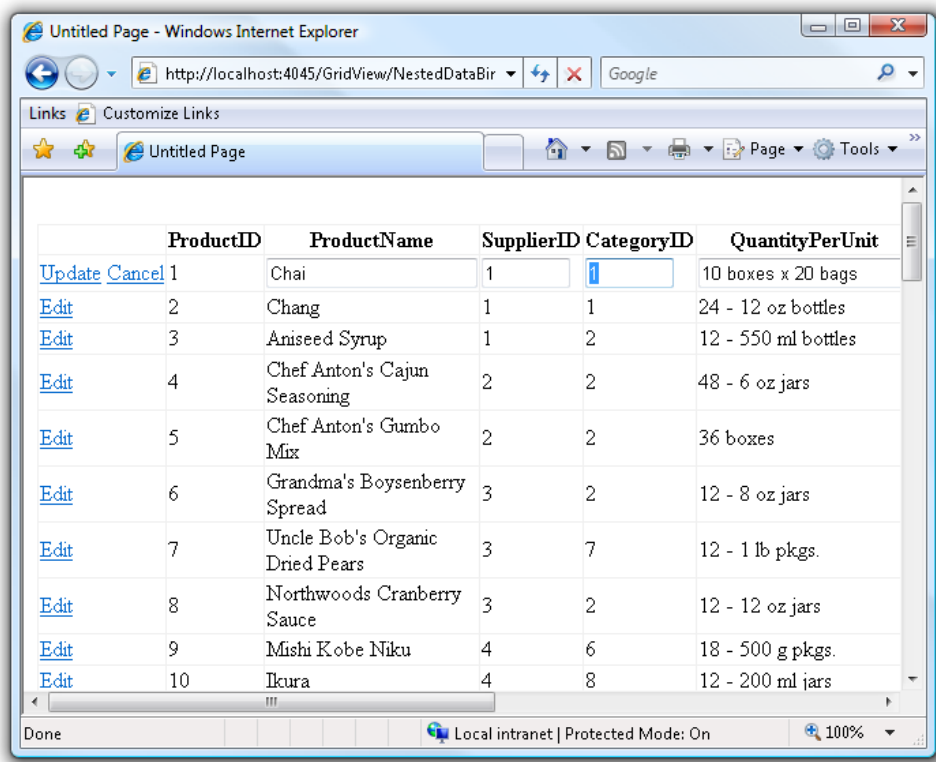 Untitled Page - Windows Internet Explorer
http://localhost:4045/GridView/NestedDataBir
Google
Links Customize Links
Untitled Page Page Tools
ProductID ProductName SupplierID CategoryID QuantityPerUnit
Update Cancel 1 Chai 1 1 10 boxes x 20 bags
Edit 2 Chang 1 1 24 - 12 oz bottles
Edit 3 Aniseed Syrup 1 2 12 - 550 ml bottles
Edit 4 Chef Anton's Cajun Seasoning 2 2 48 - 6 oz jars
Edit 5 Chef Anton's Gumbo Mix 2 2 36 boxes
Edit 6 Grandma's Boysenberry Spread 3 2 12 - 8 oz jars
Edit 7 Uncle Bob's Organic Dried Pears 3 7 12 - 1 lb pkgs.
Edit 8 Northwoods Cranberry Sauce 3 2 12 - 12 oz jars
Edit 9 Mishi Kobe Niku 4 6 18 - 500 g pkgs.
Edit 10 Ikura 4 8 12 - 200 ml jars
Done Local intranet | Protected Mode: On 100%